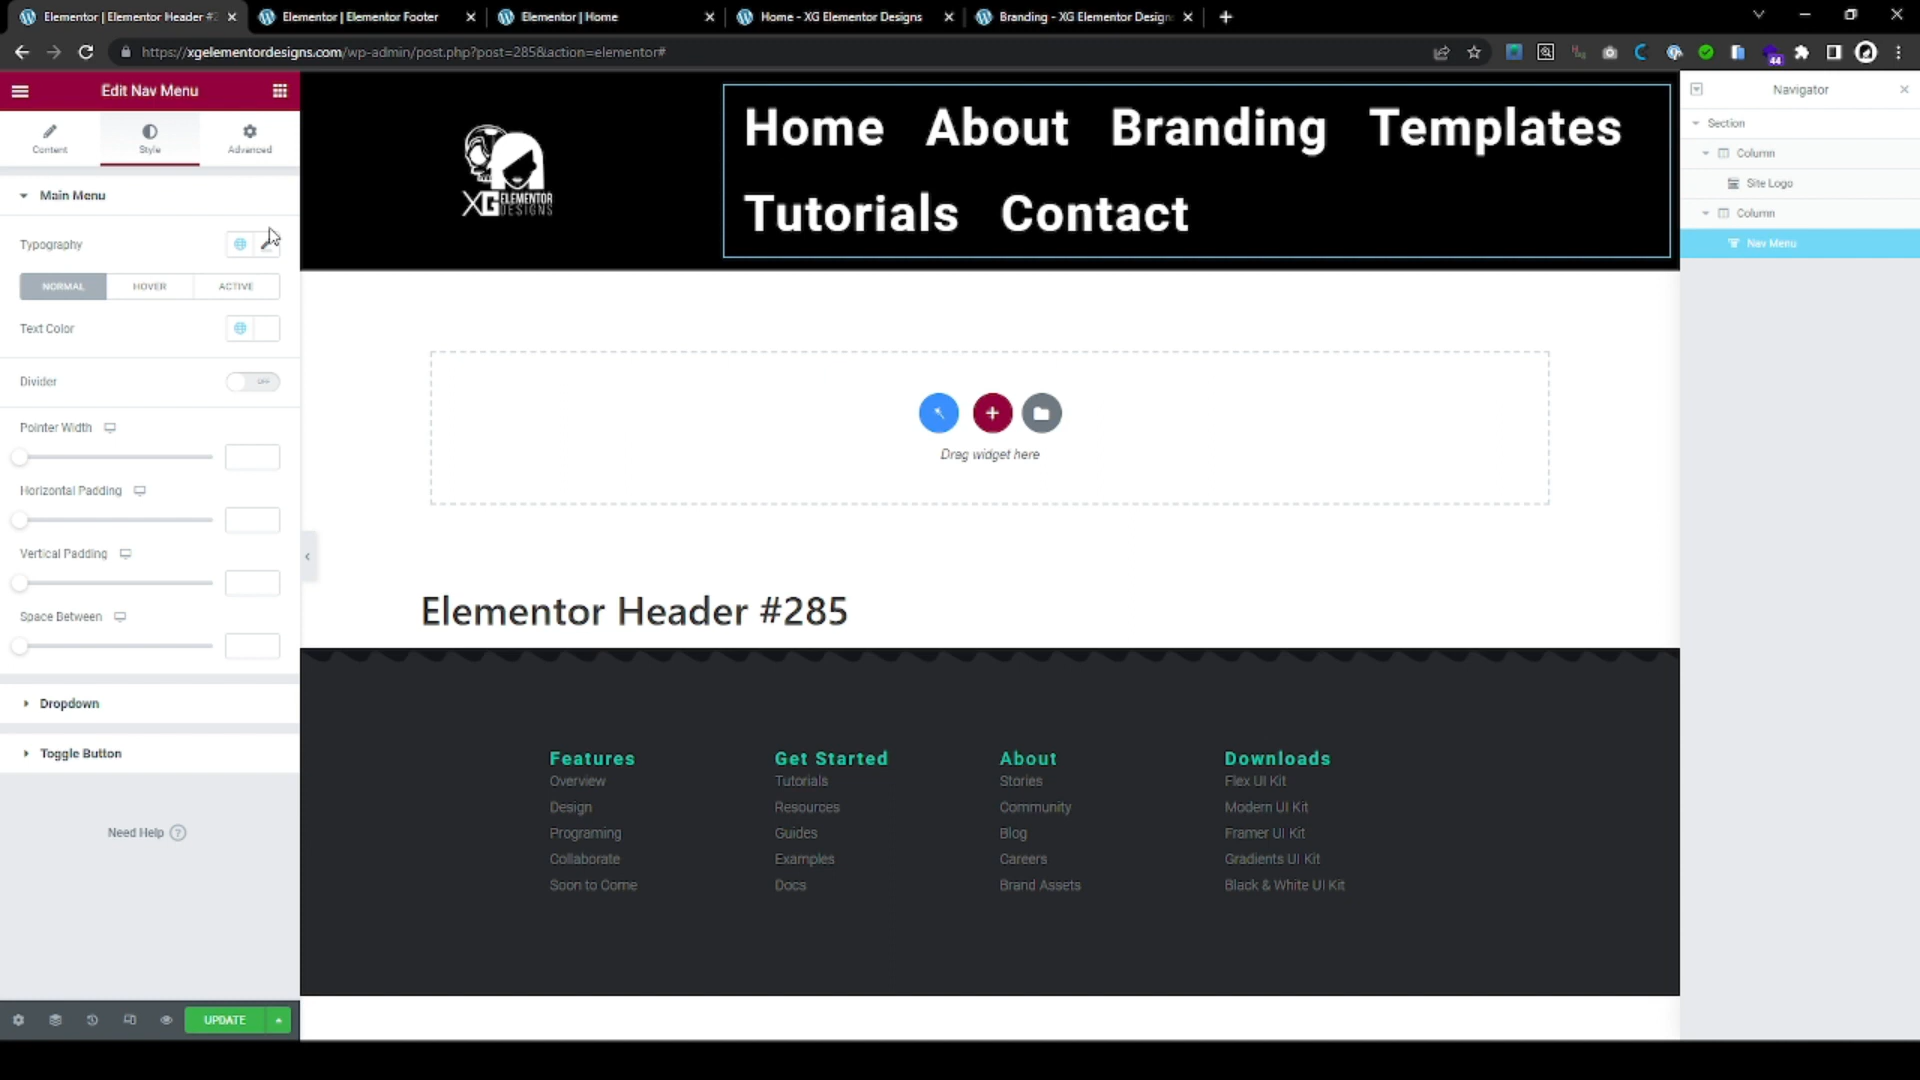 Elementor | Elementor Header #2
Elementor | Elementor Footer
Elementor | Home
Home - XG Elementor Designs
Branding - XG Elementor Design
https://xgelementordesigns.com/wp-admin/post.php?post=285&action=elementor#
44
Edit Nav Menu
Content
Style
Advanced
Main Menu
Typography
NORMAL
HOVER
ACTIVE
Text Color
Divider
OFF
Pointer Width
Horizontal Padding
Vertical Padding
Space Between
Dropdown
Toggle Button
Need Help ?
UPDATE
XG ELEMENTOR
DESIGNS
Home About Branding Templates
Tutorials Contact
Drag widget here
Elementor Header #285
Features
Overview
Design
Programing
Collaborate
Soon to Come
Get Started
Tutorials
Resources
Guides
Examples
Docs
About
Stories
Community
Blog
Careers
Brand Assets
Downloads
Flex UI Kit
Modern UI Kit
Framer UI Kit
Gradients UI Kit
Black & White UI Kit
Navigator
Section
Column
Site Logo
Column
Nav Menu